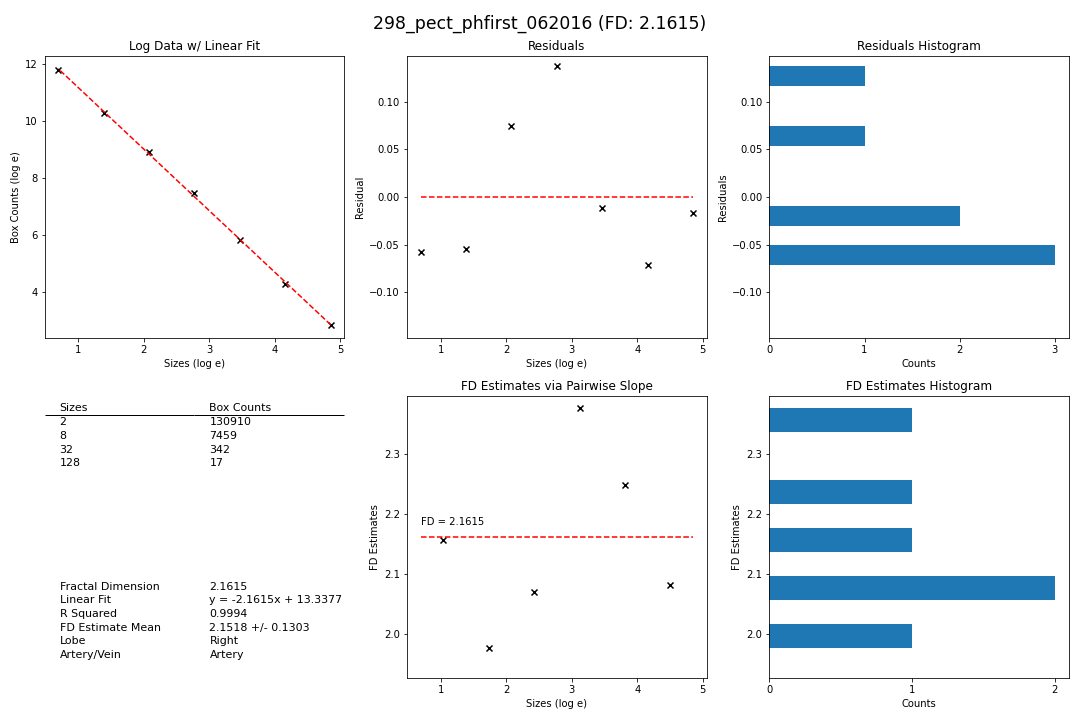 298_pect_phfirst_062016 (FD: 2.1615)
Log Data w/ Linear Fit
12
10
8
6
4
Box Counts (log e)
1 2 3 4 5
Sizes (log e)
Residuals
0.10
0.05
0.00
−0.05
−0.10
Residual
1 2 3 4 5
Sizes (log e)
Residuals Histogram
0.10
0.05
0.00
−0.05
−0.10
Residuals
0 1 2 3
Counts
Sizes Box Counts
2 130910
8 7459
32 342
128 17
Fractal Dimension 2.1615
Linear Fit y = -2.1615x + 13.3377
R Squared 0.9994
FD Estimate Mean 2.1518 +/- 0.1303
Lobe Right
Artery/Vein Artery
FD Estimates via Pairwise Slope
2.3
2.2
2.1
2.0
FD Estimates
FD = 2.1615
1 2 3 4 5
Sizes (log e)
FD Estimates Histogram
2.3
2.2
2.1
2.0
FD Estimates
0 1 2
Counts